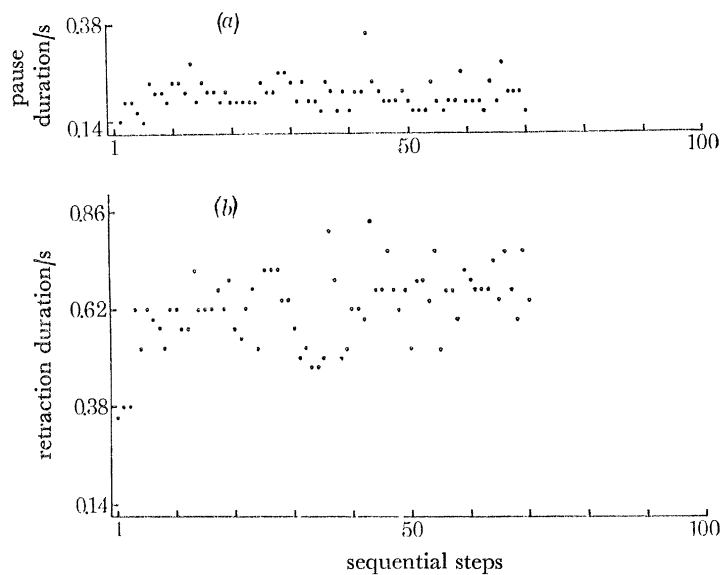 (a)
0.38
pause
duration/s
0.14
1
50
100
(b)
0.86
0.62
retraction duration/s
0.38
0.14
1
50
100
sequential steps